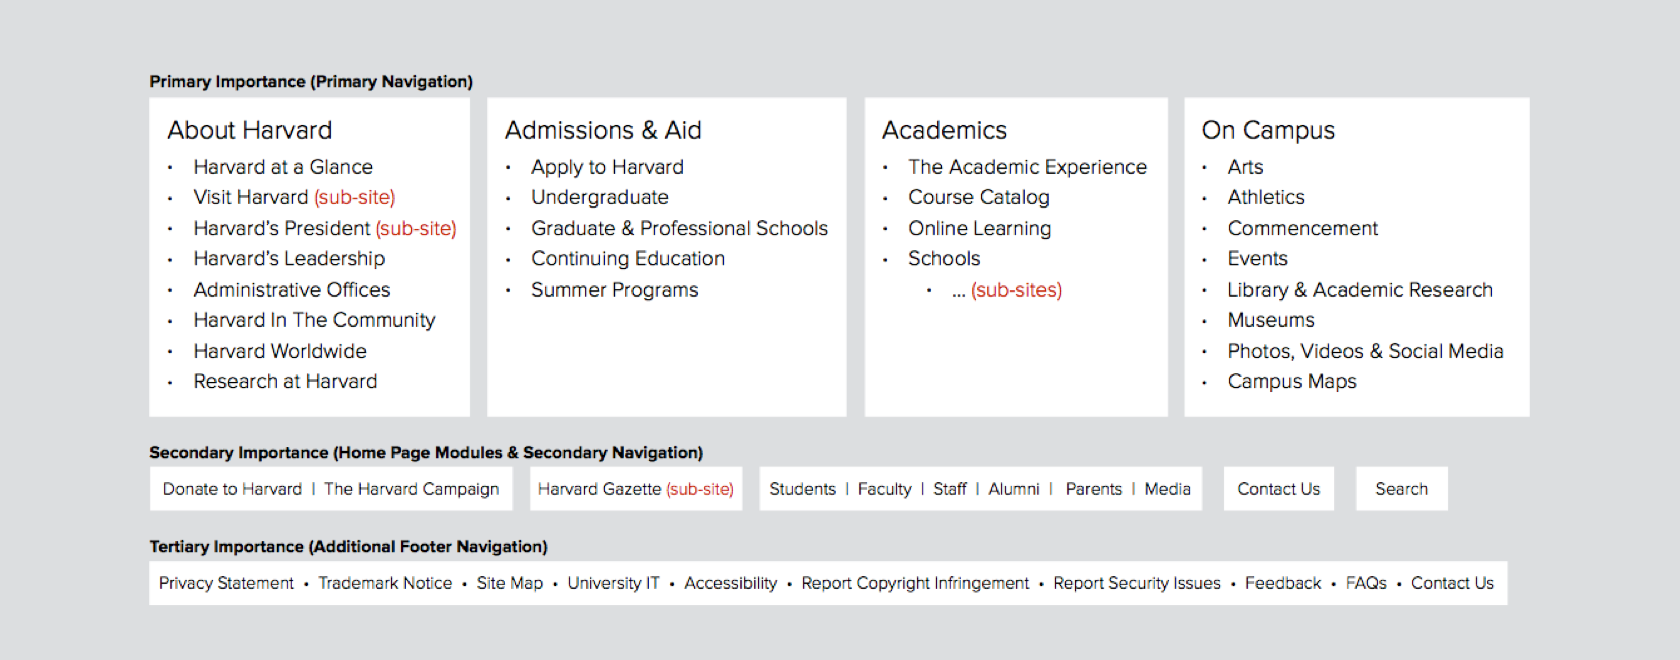 Primary Importance (Primary Navigation)
About Harvard
• Harvard at a Glance
• Visit Harvard (sub-site)
• Harvard's President (sub-site)
• Harvard's Leadership
• Administrative Offices
• Harvard In The Community
• Harvard Worldwide
• Research at Harvard
Admissions & Aid
• Apply to Harvard
• Undergraduate
• Graduate & Professional Schools
• Continuing Education
• Summer Programs
Academics
• The Academic Experience
• Course Catalog
• Online Learning
• Schools
• ... (sub-sites)
On Campus
• Arts
• Athletics
• Commencement
• Events
• Library & Academic Research
• Museums
• Photos, Videos & Social Media
• Campus Maps
Secondary Importance (Home Page Modules & Secondary Navigation)
Donate to Harvard | The Harvard Campaign
Harvard Gazette (sub-site)
Students | Faculty | Staff | Alumni | Parents | Media
Contact Us
Search
Tertiary Importance (Additional Footer Navigation)
Privacy Statement • Trademark Notice • Site Map • University IT • Accessibility • Report Copyright Infringement • Report Security Issues • Feedback • FAQs • Contact Us